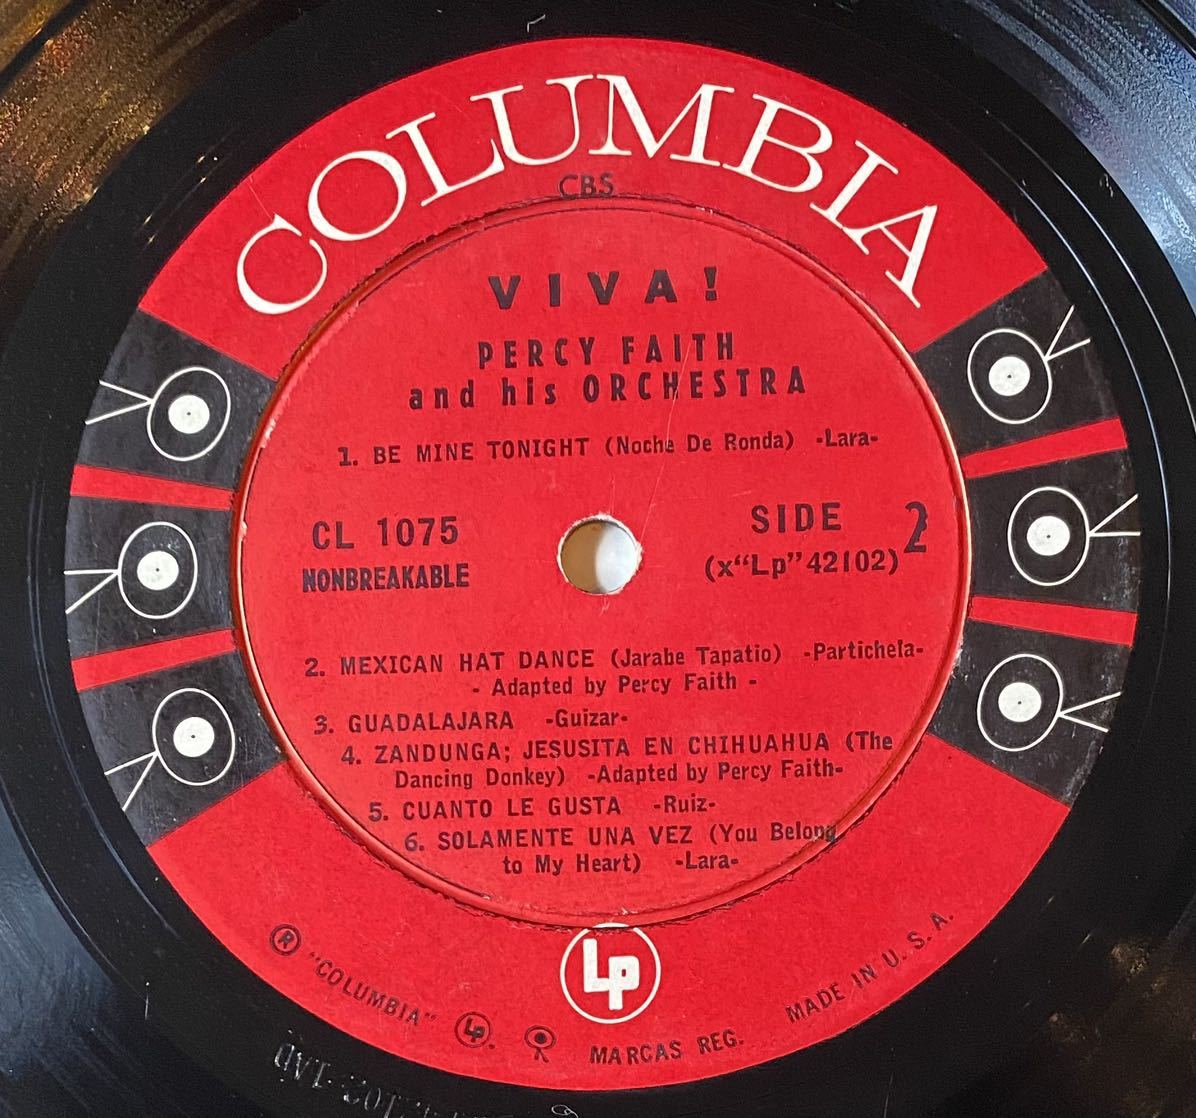 COLUMBIA
CBS
VIVA!
PERCY FAITH
and his ORCHESTRA
1. BE MINE TONIGHT (Noche De Ronda) -Lara-
CL 1075
NONBREAKABLE
SIDE 2
(x"Lp" 42102)
2. MEXICAN HAT DANCE (Jarabe Tapatio) -Partichela-
- Adapted by Percy Faith -
3. GUADALAJARA -Guizar-
4. ZANDUNGA; JESUSITA EN CHIHUAHUA (The
Dancing Donkey) -Adapted by Percy Faith-
5. CUANTO LE GUSTA -Ruiz-
6. SOLAMENTE UNA VEZ (You Belong
to My Heart) -Lara-
Lp
® "COLUMBIA" Lp. MARCAS REG. MADE IN U. S. A.